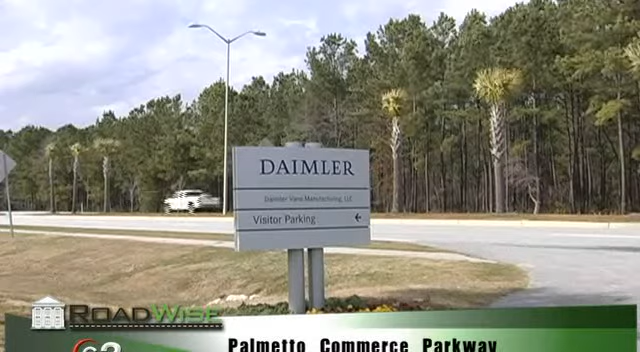 DAIMLER
Daimler Vans Manufacturing, LLC
Visitor Parking
ROADWISE
Palmetto Commerce Parkway